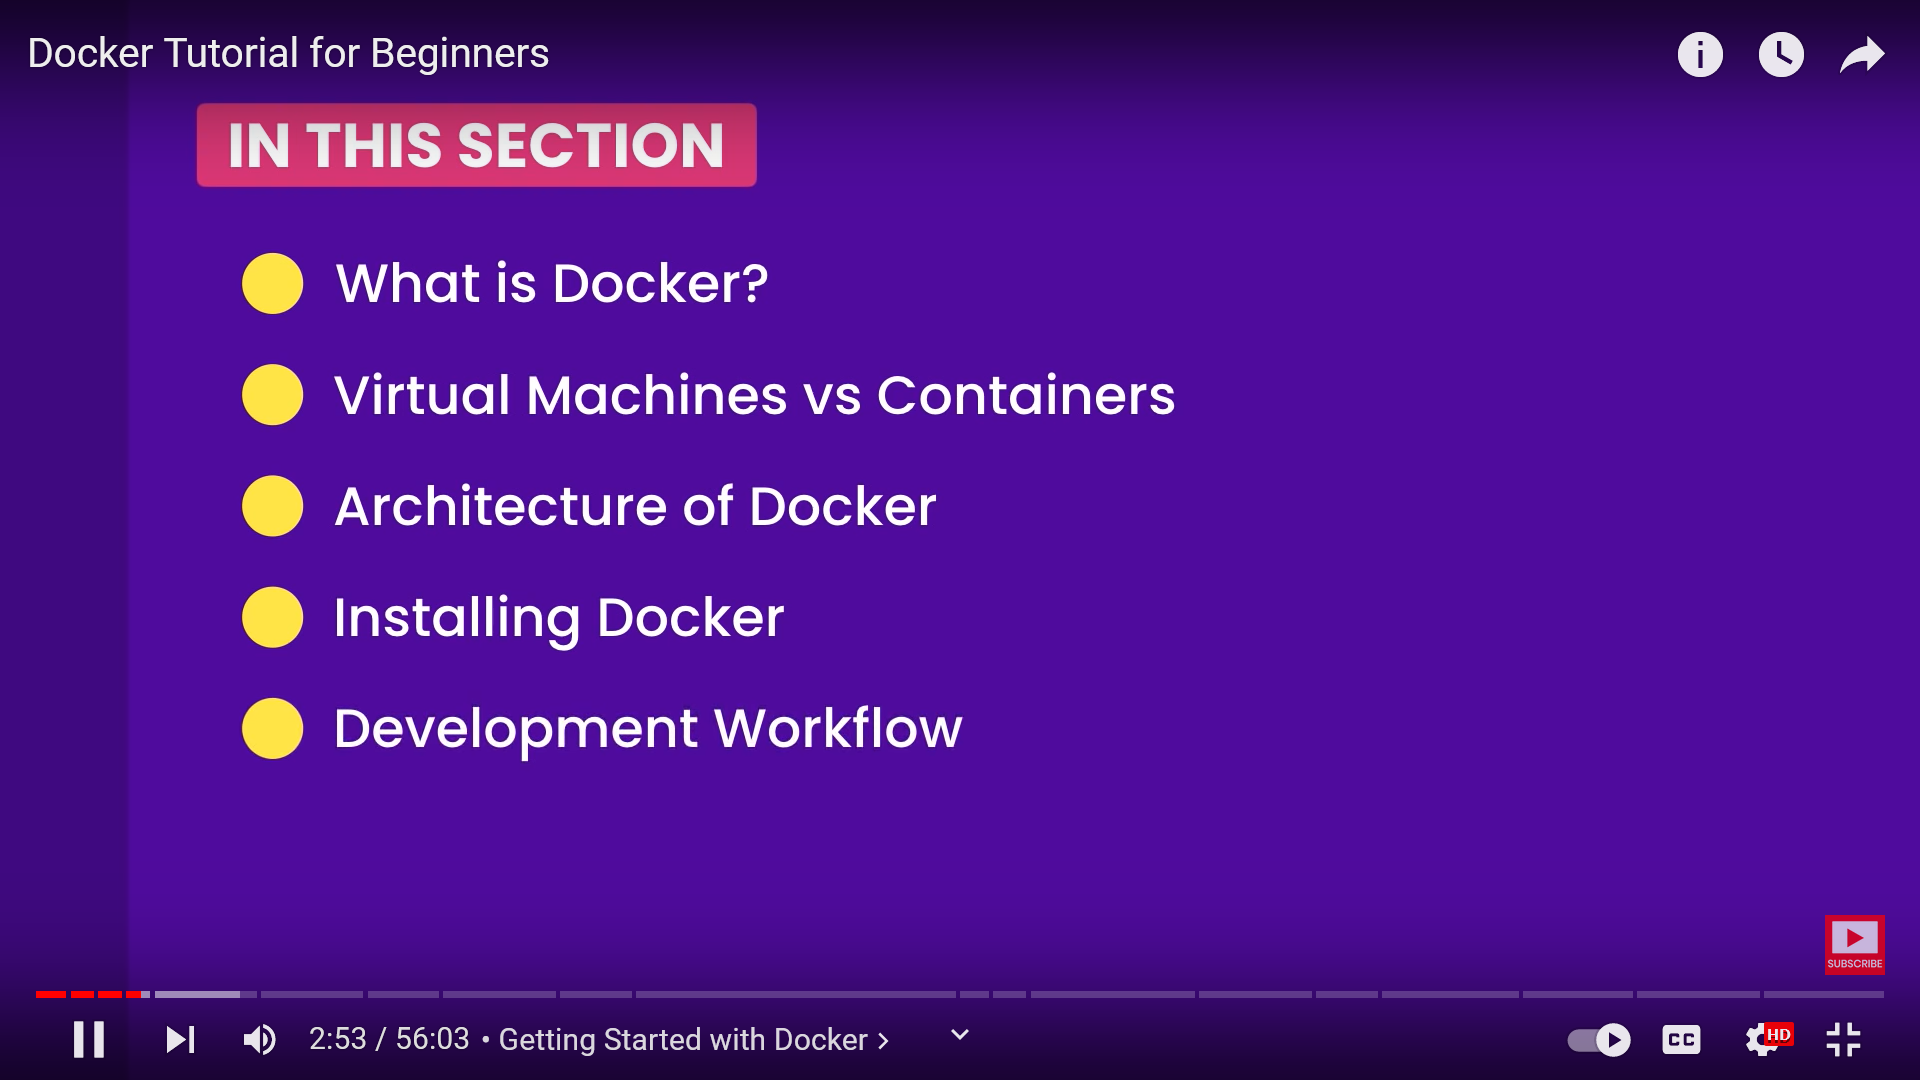 Docker Tutorial for Beginners
IN THIS SECTION
What is Docker?
Virtual Machines vs Containers
Architecture of Docker
Installing Docker
Development Workflow
SUBSCRIBE
2:53 / 56:03 • Getting Started with Docker
CC
HD